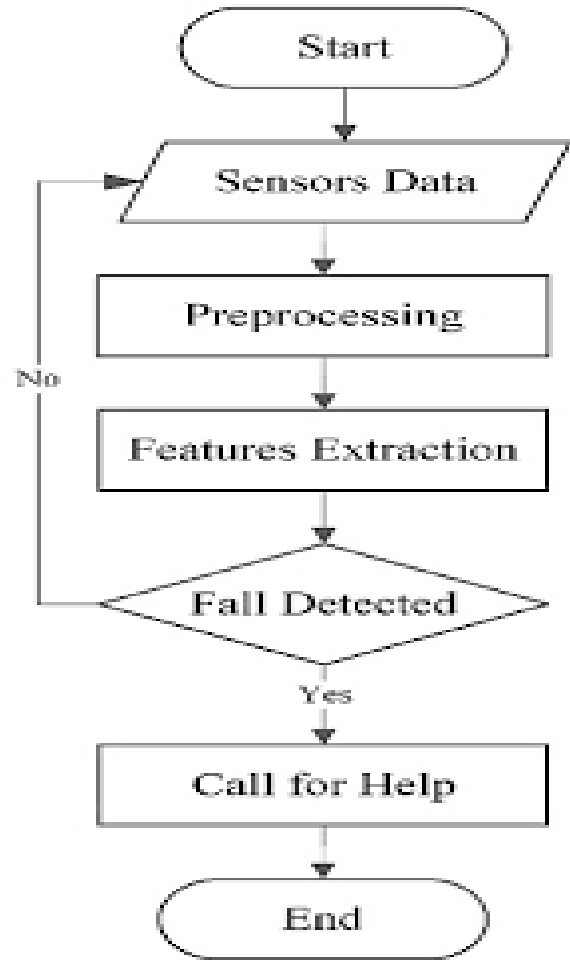 Start
Sensors Data
Preprocessing
No
Features Extraction
Fall Detected
Yes
Call for Help
End